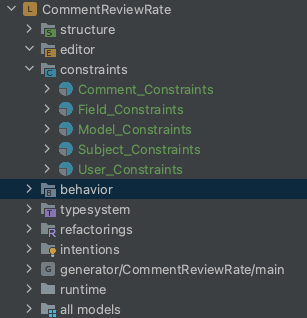 L CommentReviewRate
S structure
editor
C constraints
Comment_Constraints
Field_Constraints
Model_Constraints
Subject_Constraints
User_Constraints
B behavior
T typesystem
R refactorings
intentions
G generator/CommentReviewRate/main
runtime
all models